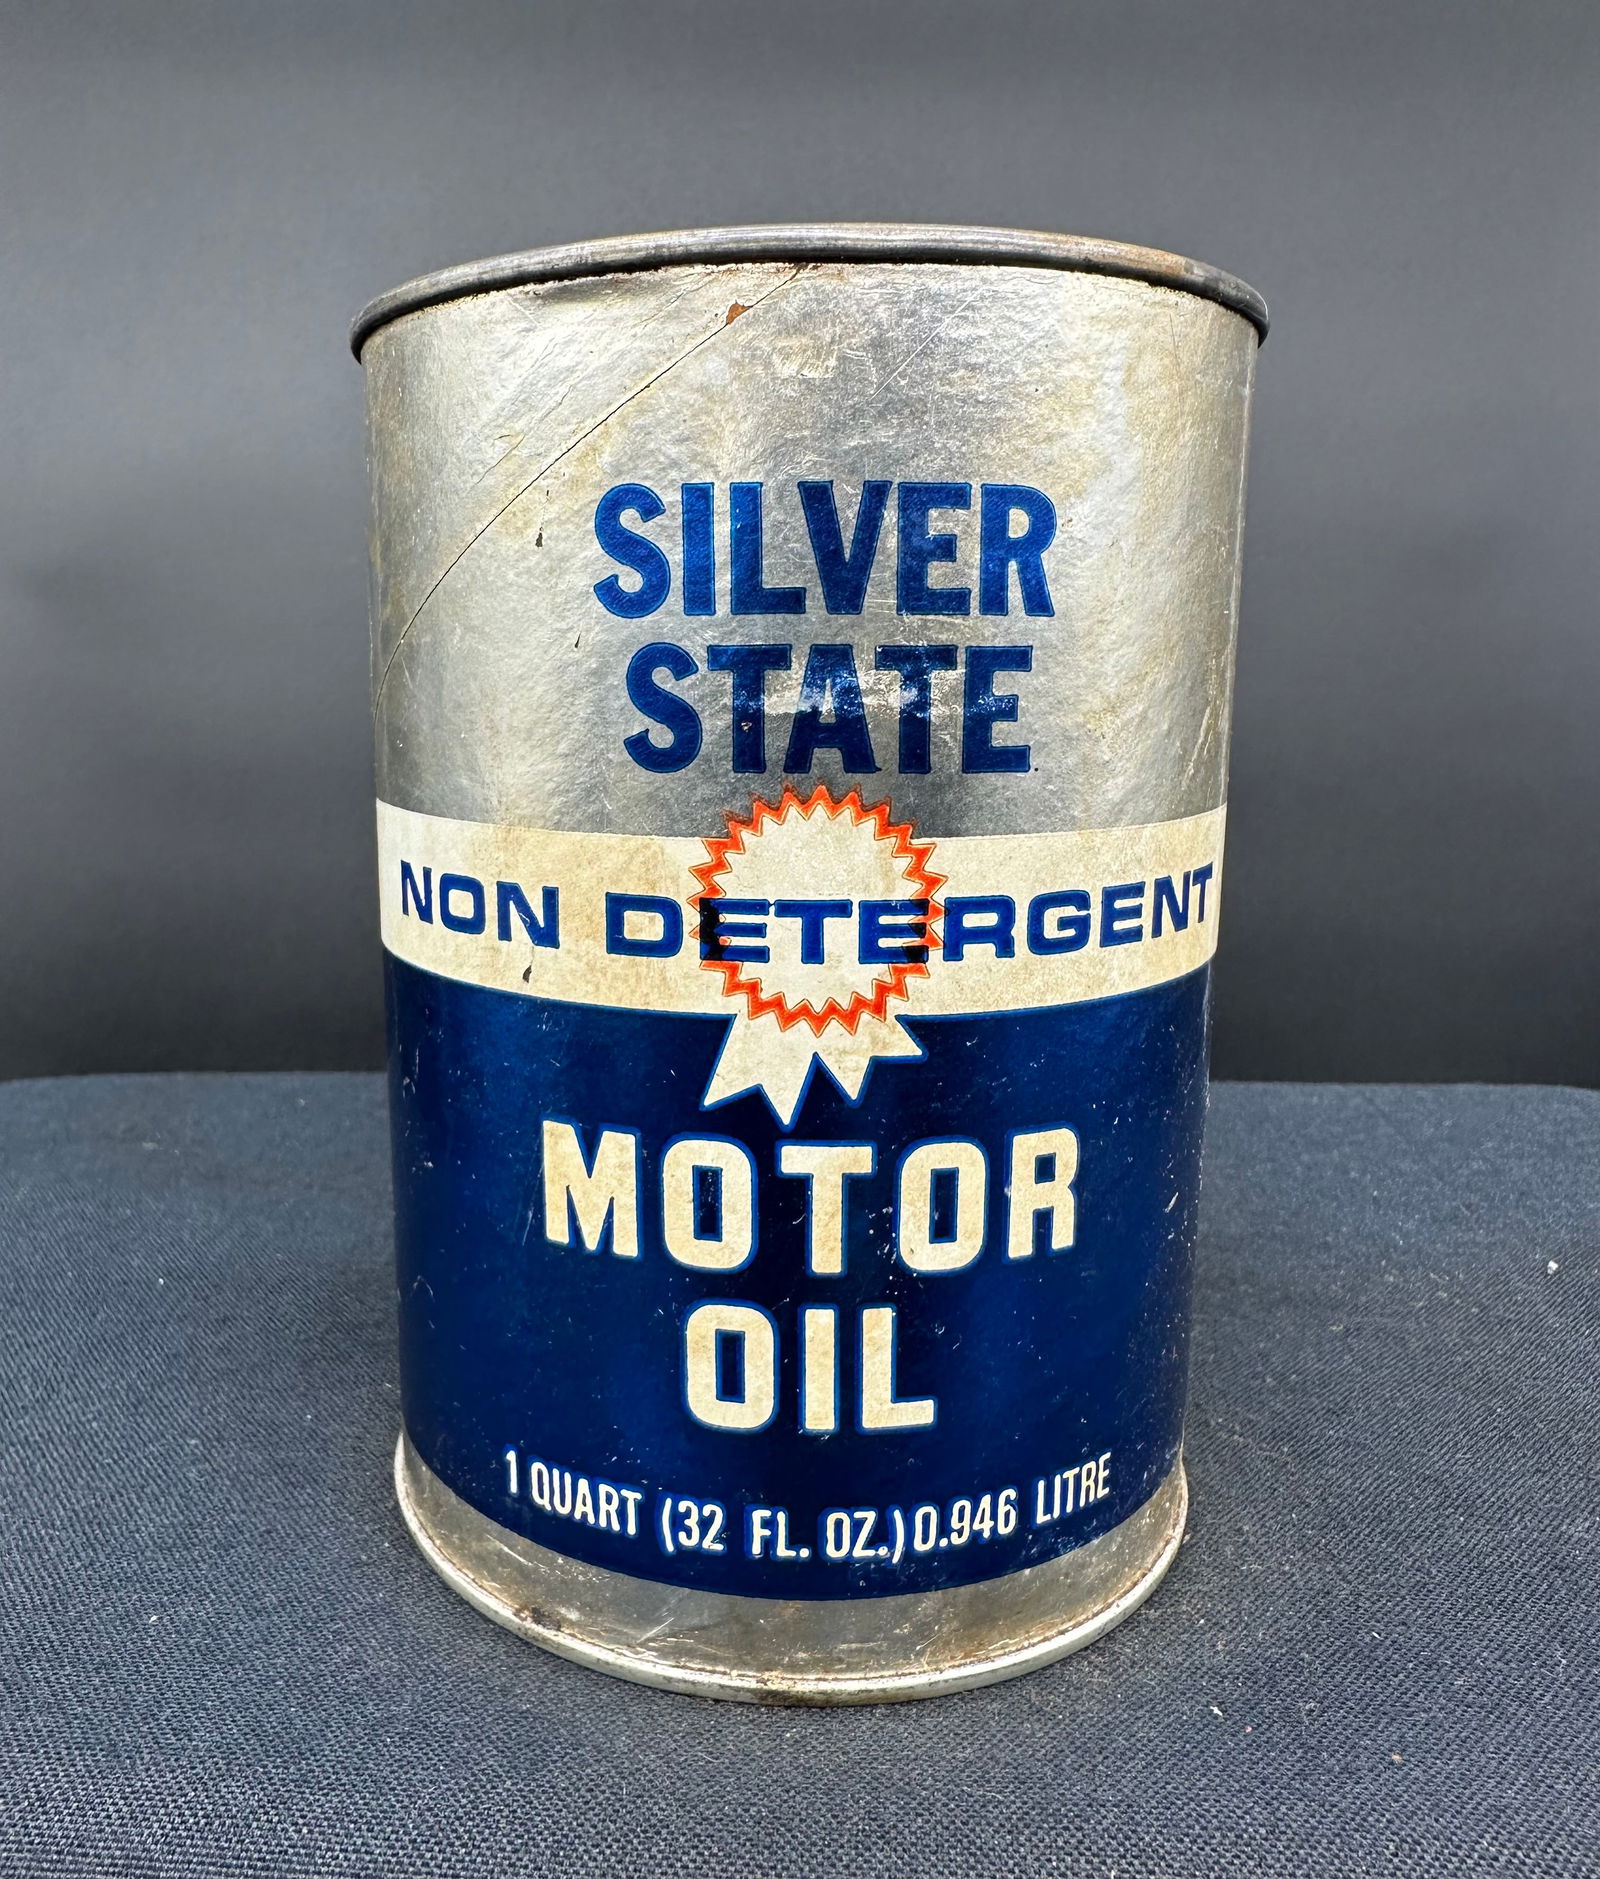 SILVER
STATE
NON DETERGENT
MOTOR
OIL
1 QUART (32 FL. OZ.) 0.946 LITRE